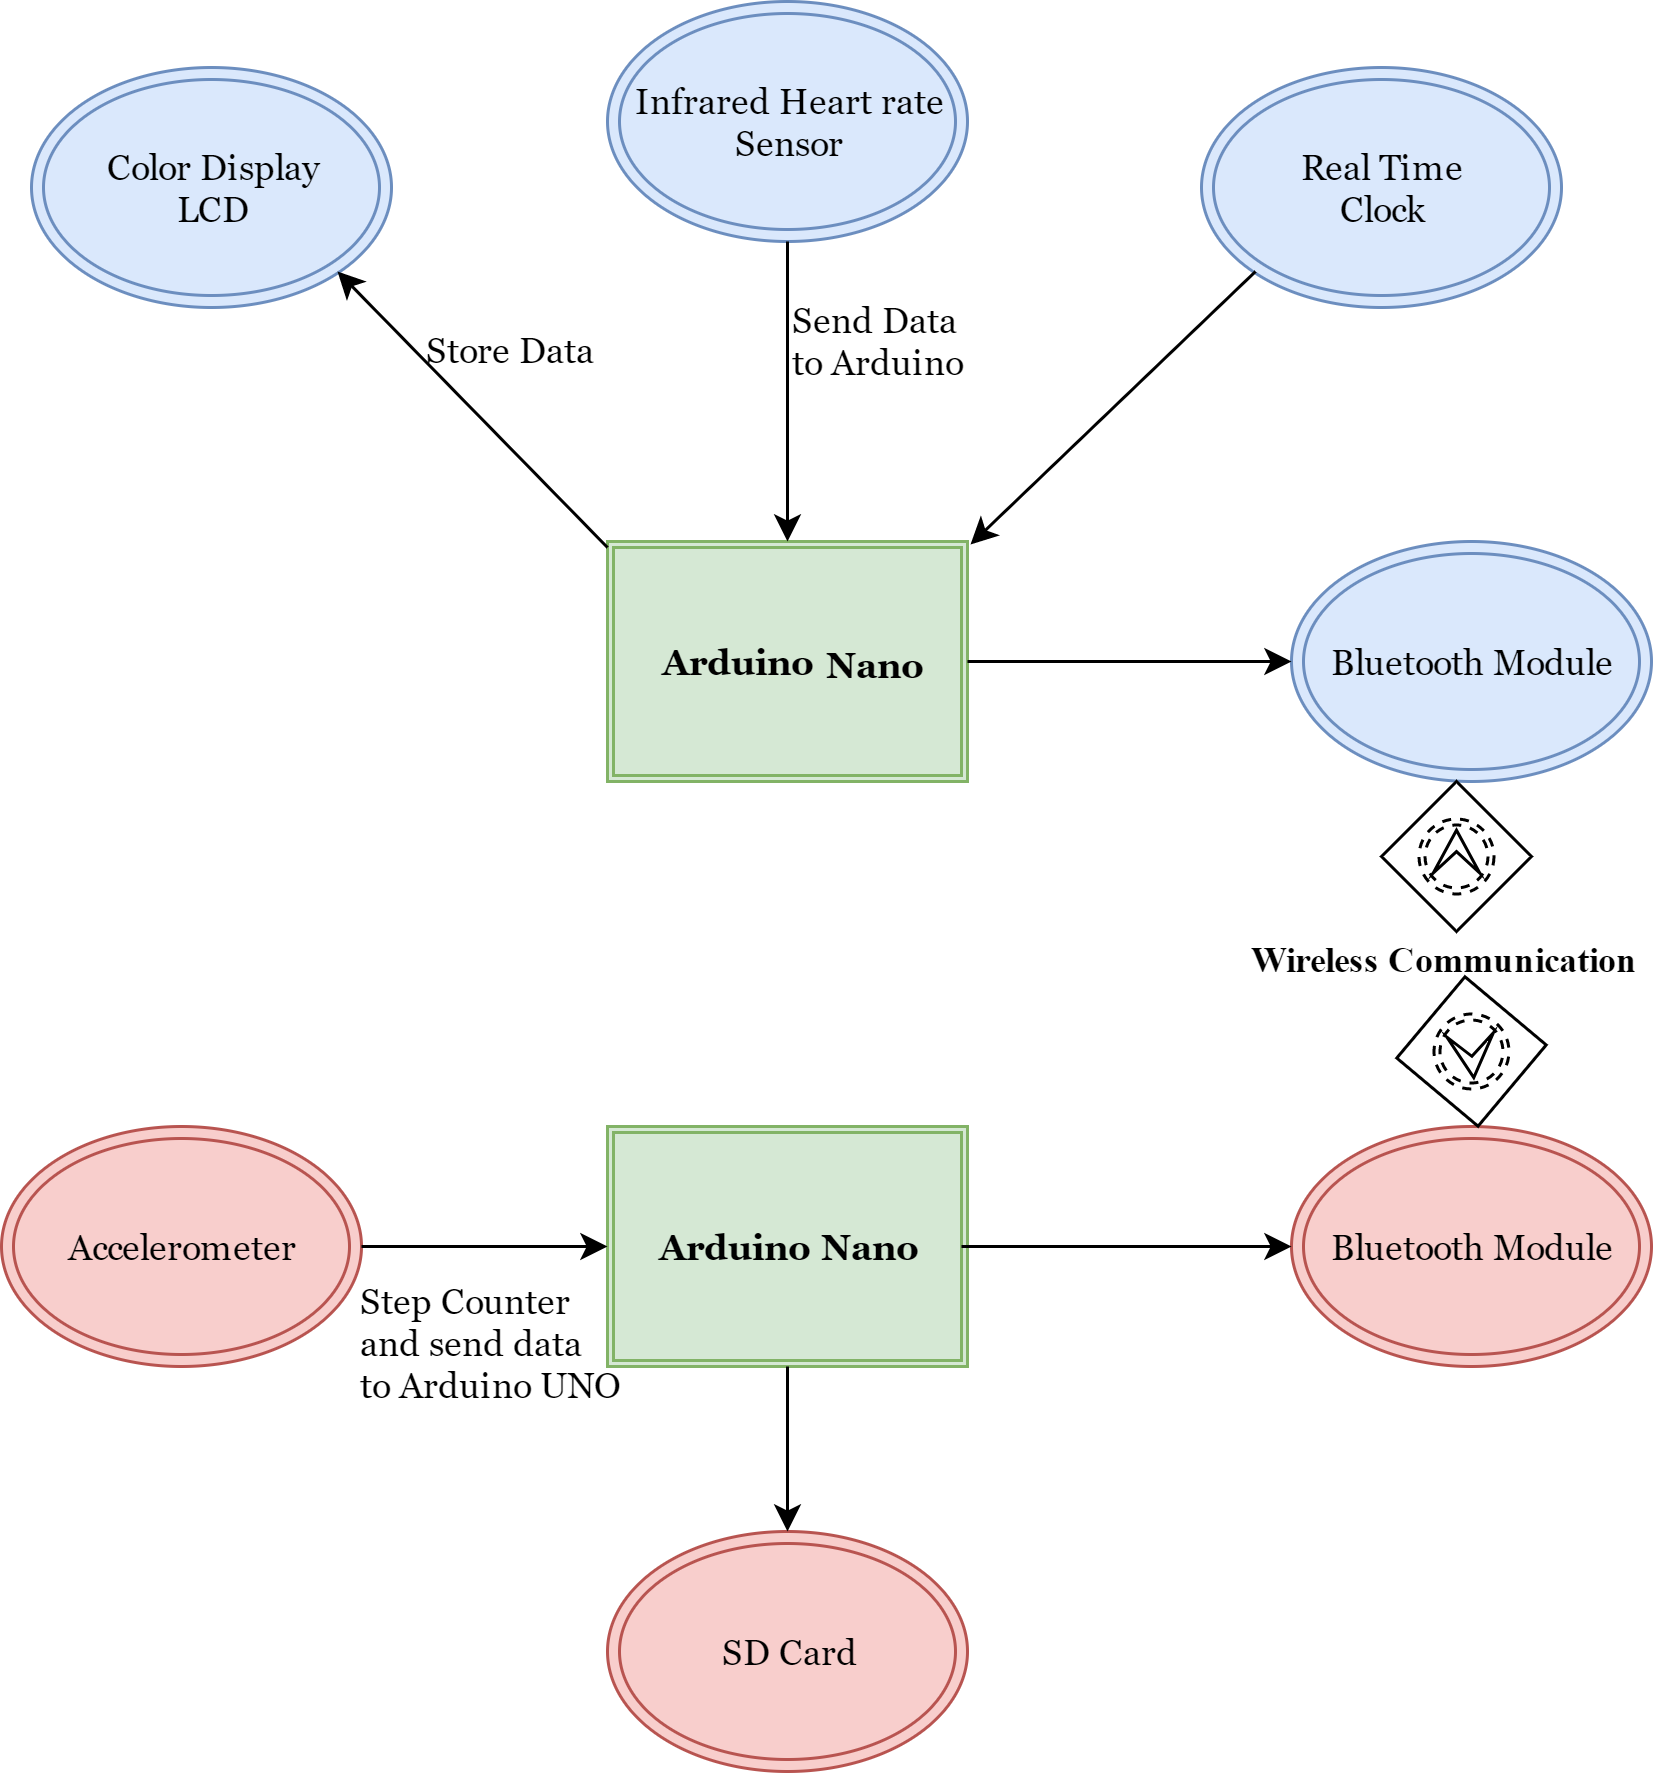 Infrared Heart rate
Sensor
Color Display
LCD
Real Time
Clock
Store Data
Send Data
to Arduino
Arduino Nano
Bluetooth Module
Wireless Communication
Accelerometer
Arduino Nano
Bluetooth Module
Step Counter
and send data
to Arduino UNO
SD Card